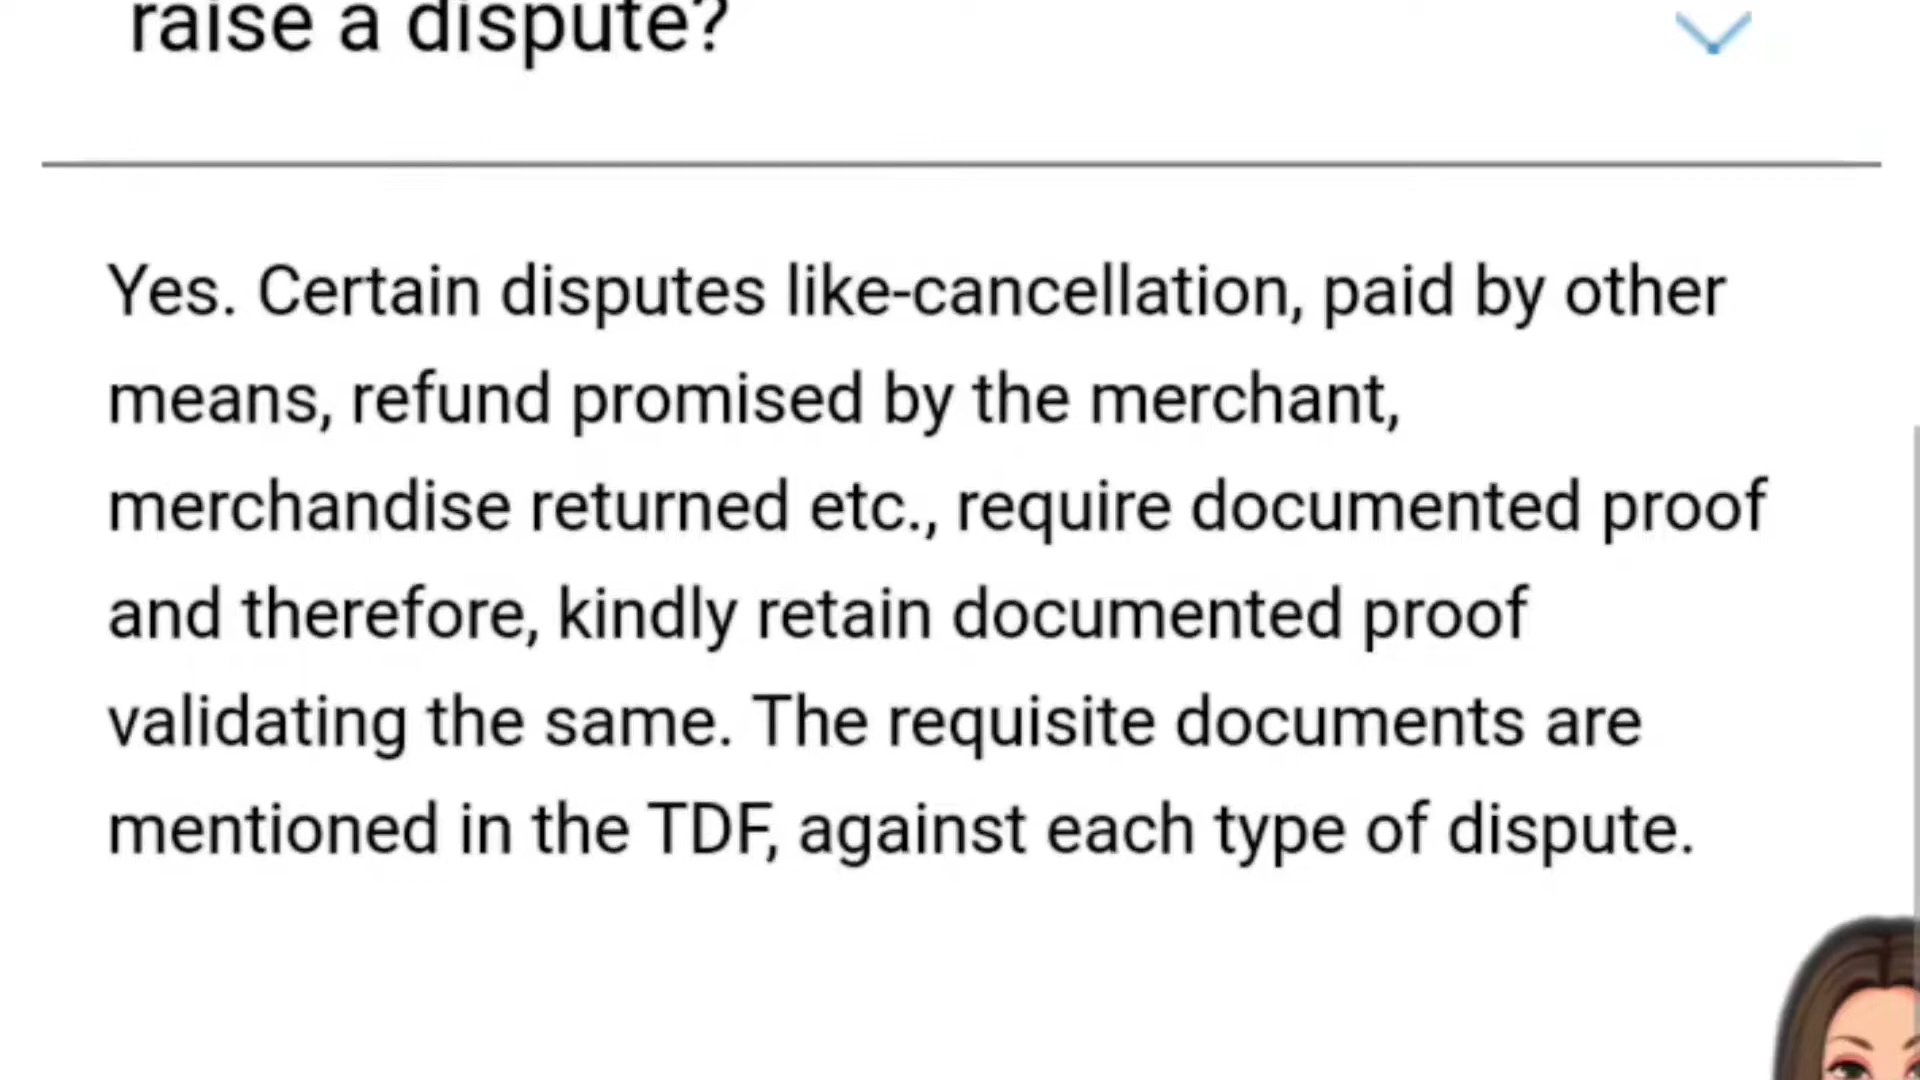 raise a dispute?
Yes. Certain disputes like-cancellation, paid by other
means, refund promised by the merchant,
merchandise returned etc., require documented proof
and therefore, kindly retain documented proof
validating the same. The requisite documents are
mentioned in the TDF, against each type of dispute.